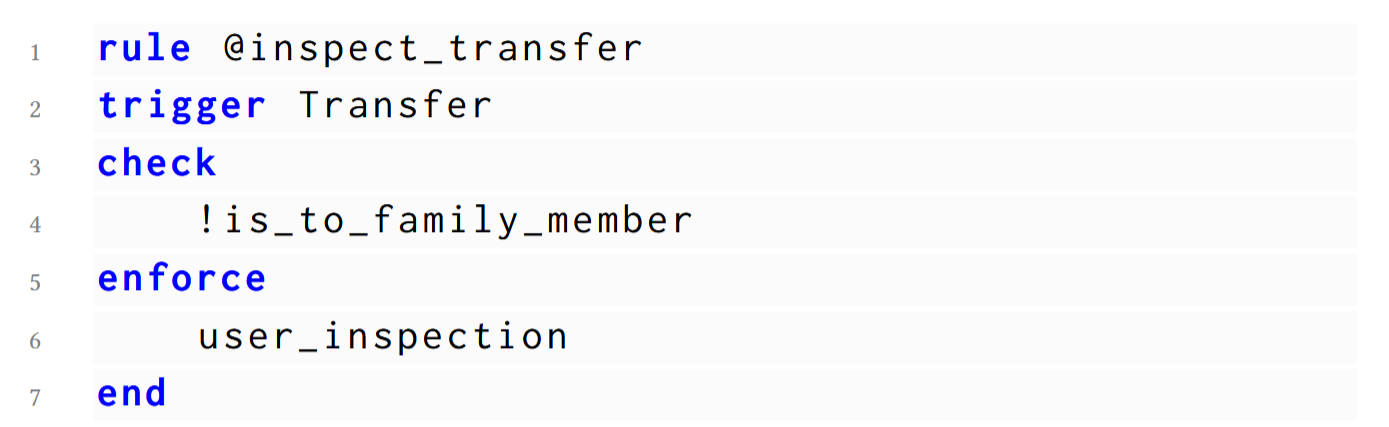 1 rule @inspect_transfer
2 trigger Transfer
3 check
4 !is_to_family_member
5 enforce
6 user_inspection
7 end